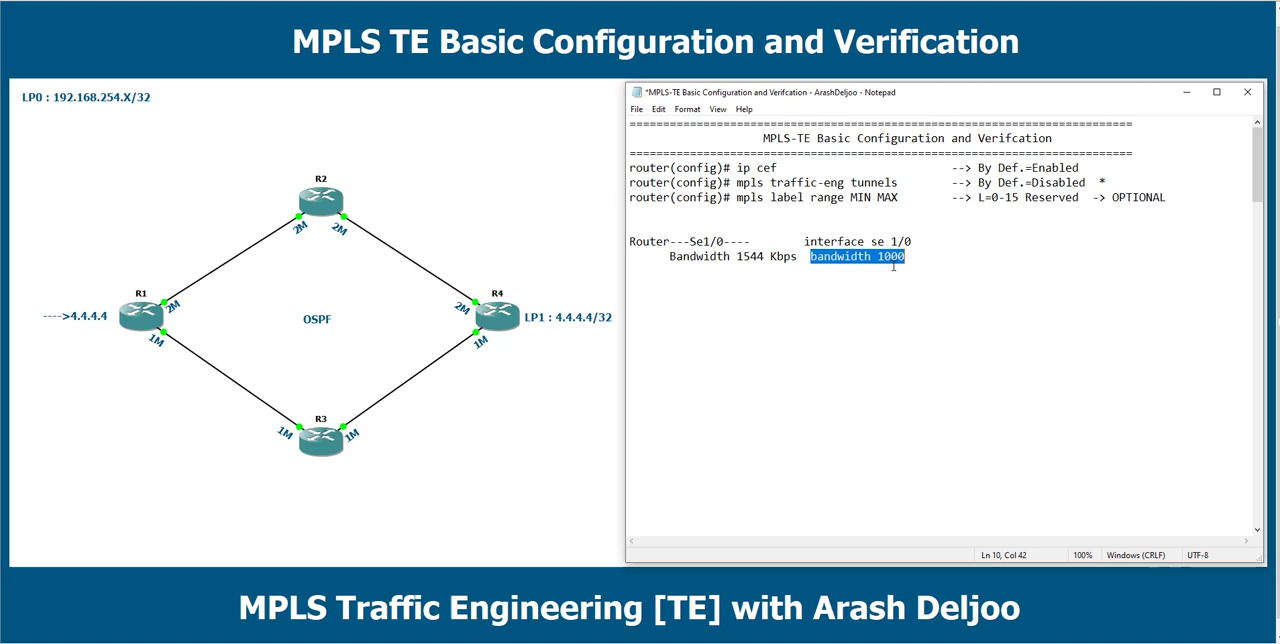 MPLS TE Basic Configuration and Verification
LP0 : 192.168.254.X/32
R2
2M
2M
R1
2M
---->4.4.4.4
1M
OSPF
R4
2M
LP1 : 4.4.4.4/32
1M
R3
1M
1M
*MPLS-TE Basic Configuration and Verifcation - ArashDeljoo - Notepad
File Edit Format View Help
===========================================================================
MPLS-TE Basic Configuration and Verifcation
===========================================================================
router(config)# ip cef --> By Def.=Enabled
router(config)# mpls traffic-eng tunnels --> By Def.=Disabled *
router(config)# mpls label range MIN MAX --> L=0-15 Reserved -> OPTIONAL
Router---Se1/0---- interface se 1/0
Bandwidth 1544 Kbps bandwidth 1000
Ln 10, Col 42 100% Windows (CRLF) UTF-8
MPLS Traffic Engineering [TE] with Arash Deljoo